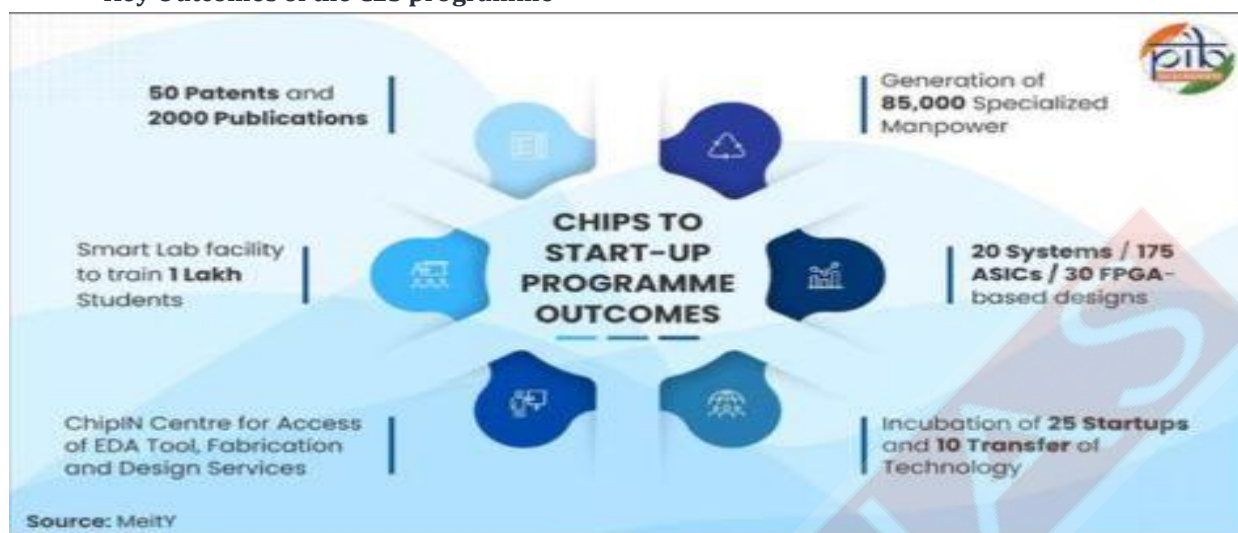 Key Outcomes of the C2S programme
50 Patents and
2000 Publications
Generation of
85,000 Specialized
Manpower
pib
Smart Lab facility
to train 1 Lakh
Students
CHIPS TO
START-UP
PROGRAMME
OUTCOMES
20 Systems / 175
ASICs / 30 FPGA-
based designs
ChipIN Centre for Access
of EDA Tool, Fabrication
and Design Services
Incubation of 25 Startups
and 10 Transfer of
Technology
Source: MeitY
IAS